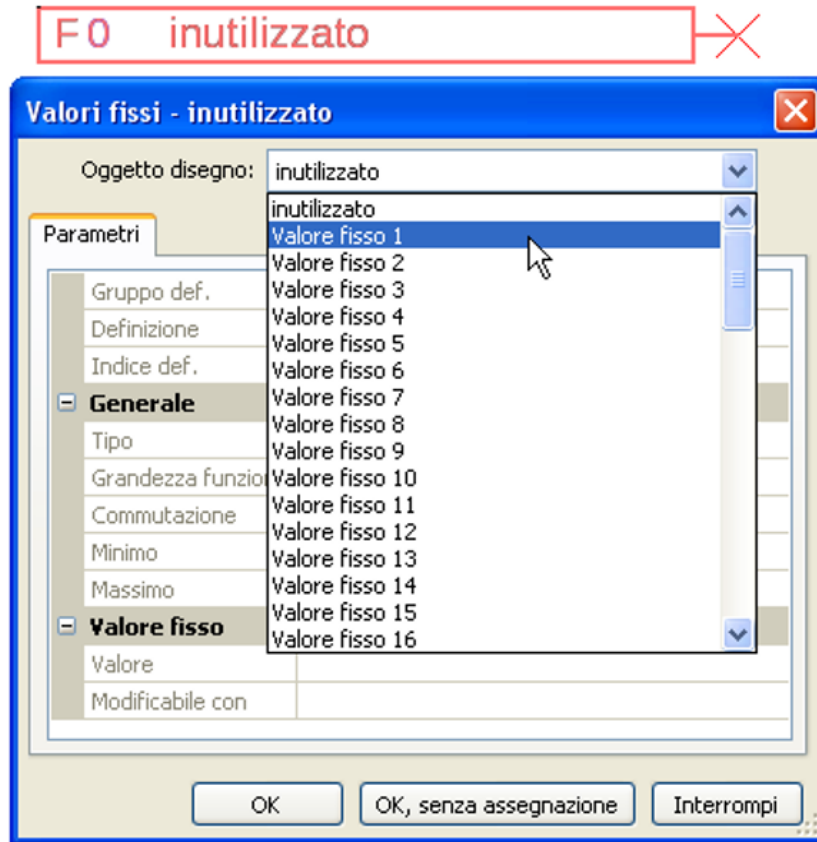 F0 inutilizzato
Valori fissi - inutilizzato
Oggetto disegno: inutilizzato
inutilizzato
Parametri
Valore fisso 1
Valore fisso 2
Gruppo def.
Valore fisso 3
Valore fisso 4
Definizione
Valore fisso 5
Indice def.
Valore fisso 6
Generale
Valore fisso 7
Valore fisso 8
Tipo
Valore fisso 9
Grandezza funzio
Valore fisso 10
Valore fisso 11
Commutazione
Valore fisso 12
Minimo
Valore fisso 13
Massimo
Valore fisso 14
Valore fisso 15
Valore fisso
Valore fisso 16
Valore
Modificabile con
OK
OK, senza assegnazione
Interrompi